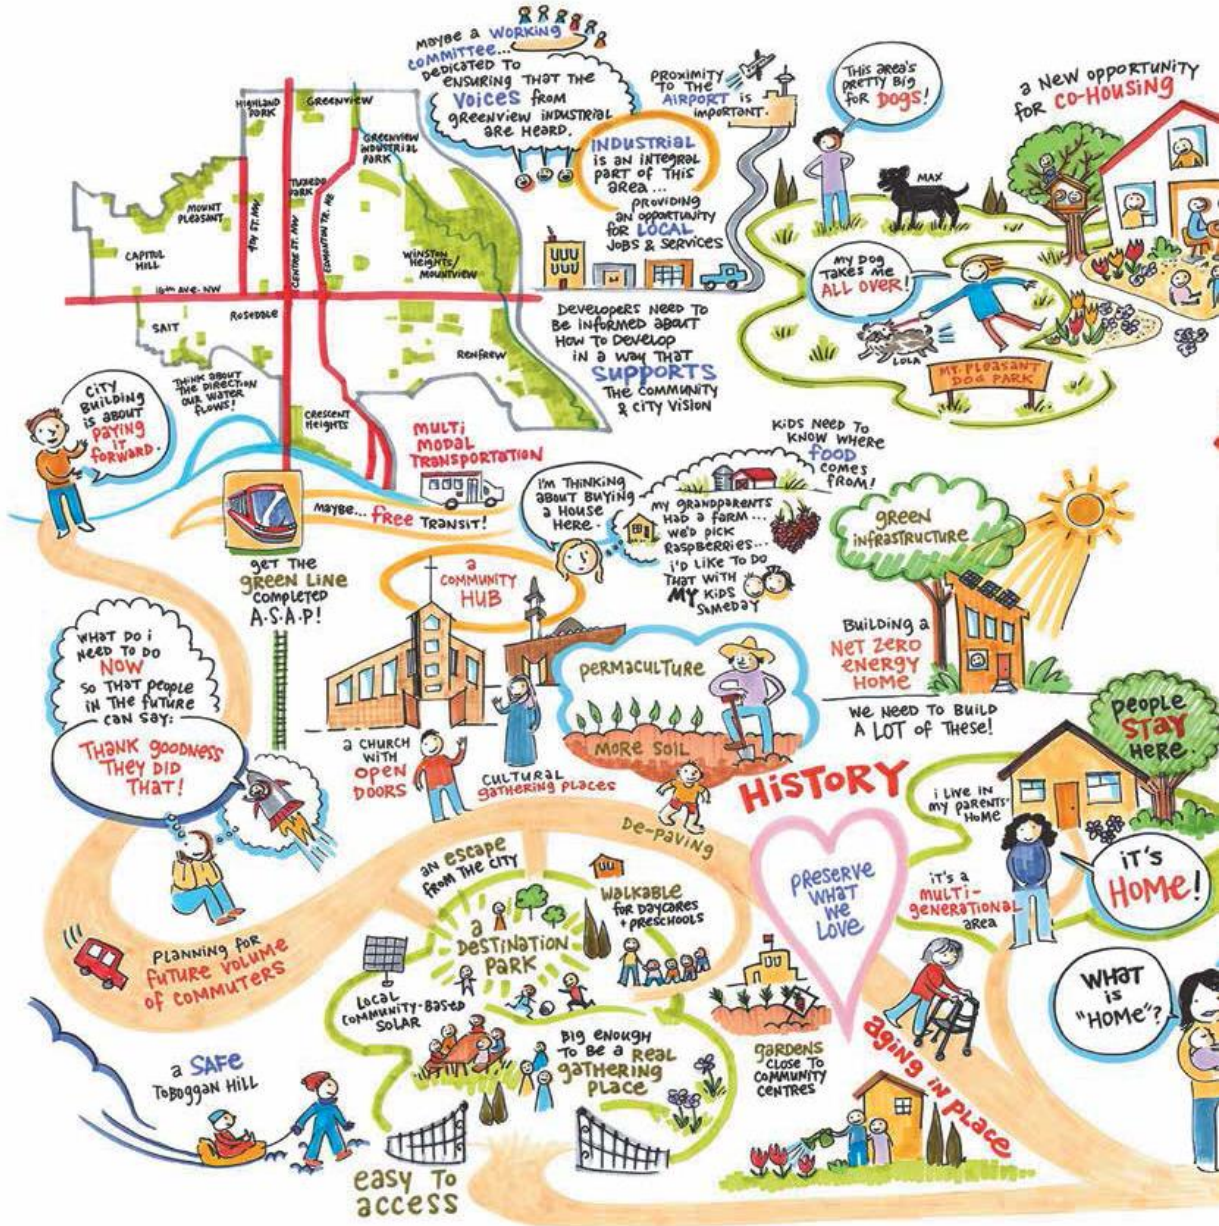 MAYBE A WORKING
COMMITTEE...
DEDICATED TO
ENSURING THAT THE
VOICES FROM
GREENVIEW INDUSTRIAL
ARE HEARD.
PROXIMITY
TO THE
AIRPORT IS
IMPORTANT.
INDUSTRIAL
IS AN INTEGRAL
PART OF THIS
AREA...
PROVIDING
AN OPPORTUNITY
FOR LOCAL
JOBS & SERVICES
DEVELOPERS NEED TO
BE INFORMED ABOUT
HOW TO DEVELOP
IN A WAY THAT
SUPPORTS
THE COMMUNITY
& CITY VISION
THIS AREA'S
PRETTY BIG
FOR DOGS!
MAX
MY DOG
TAKES ME
ALL OVER!
LOLA
MT. PLEASANT
DOG PARK
A NEW OPPORTUNITY
FOR CO-HOUSING
HIGHLAND
PARK
GREENVIEW
GREENVIEW
INDUSTRIAL
PARK
TUXEDO
PARK
MOUNT
PLEASANT
CAPITOL
HILL
4TH ST. NW
CENTRE ST. NW
EDMONTON TR. NE
WINSTON
HEIGHTS/
MOUNTVIEW
16th AVE. NW
SAIT
ROSEDALE
RENFREW
CRESCENT
HEIGHTS
THINK ABOUT
THE DIRECTION
OUR WATER
FLOWS!
CITY
BUILDING
IS ABOUT
PAYING
IT
FORWARD.
MULTI
MODAL
TRANSPORTATION
MAYBE... FREE TRANSIT!
GET THE
GREEN LINE
COMPLETED
A.S.A.P!
I'M THINKING
ABOUT BUYING
A HOUSE
HERE.
KIDS NEED TO
KNOW WHERE
FOOD
COMES
FROM!
MY GRANDPARENTS
HAD A FARM...
WE'D PICK
RASPBERRIES...
I'D LIKE TO DO
THAT WITH
MY KIDS
SOMEDAY
GREEN
INFRASTRUCTURE
BUILDING A
NET ZERO
ENERGY
HOME
WE NEED TO BUILD
A LOT OF THESE!
A
COMMUNITY
HUB
A CHURCH
WITH
OPEN
DOORS
CULTURAL
GATHERING PLACES
PERMACULTURE
MORE SOIL
DE-PAVING
WHAT DO I
NEED TO DO
NOW
SO THAT PEOPLE
IN THE FUTURE
CAN SAY:
THANK GOODNESS
THEY DID
THAT!
PLANNING FOR
FUTURE VOLUME
OF COMMUTERS
HISTORY
PRESERVE
WHAT
WE
LOVE
PEOPLE
STAY
HERE.
I LIVE IN
MY PARENTS'
HOME
IT'S
HOME!
IT'S A
MULTI-
GENERATIONAL
AREA
WHAT
IS
"HOME"?
AN ESCAPE
FROM THE CITY
A
DESTINATION
PARK
WALKABLE
FOR DAYCARES
+ PRESCHOOLS
LOCAL
COMMUNITY-BASED
SOLAR
BIG ENOUGH
TO BE A REAL
GATHERING
PLACE
GARDENS
CLOSE TO
COMMUNITY
CENTRES
AGING IN PLACE
A SAFE
TOBOGGAN HILL
EASY TO
ACCESS